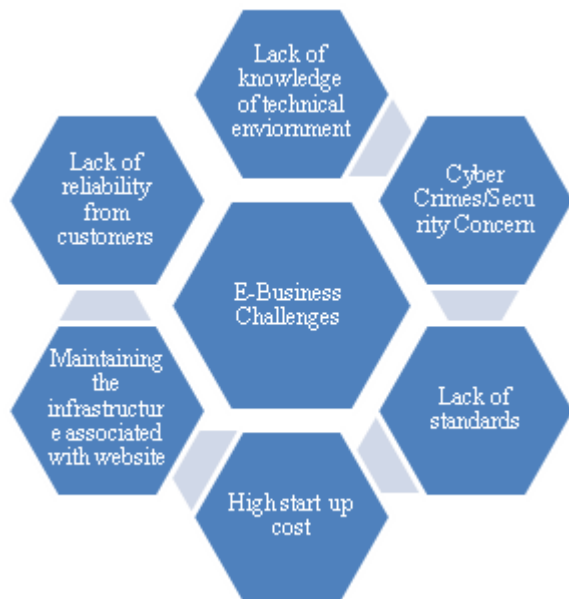 Lack of
knowledge
of technical
enviornment
Cyber
Crimes/Secu
rity Concern
Lack of
standards
High start up
cost
Maintaining
the
infrastructur
e associated
with website
Lack of
reliability
from
customers
E-Business
Challenges